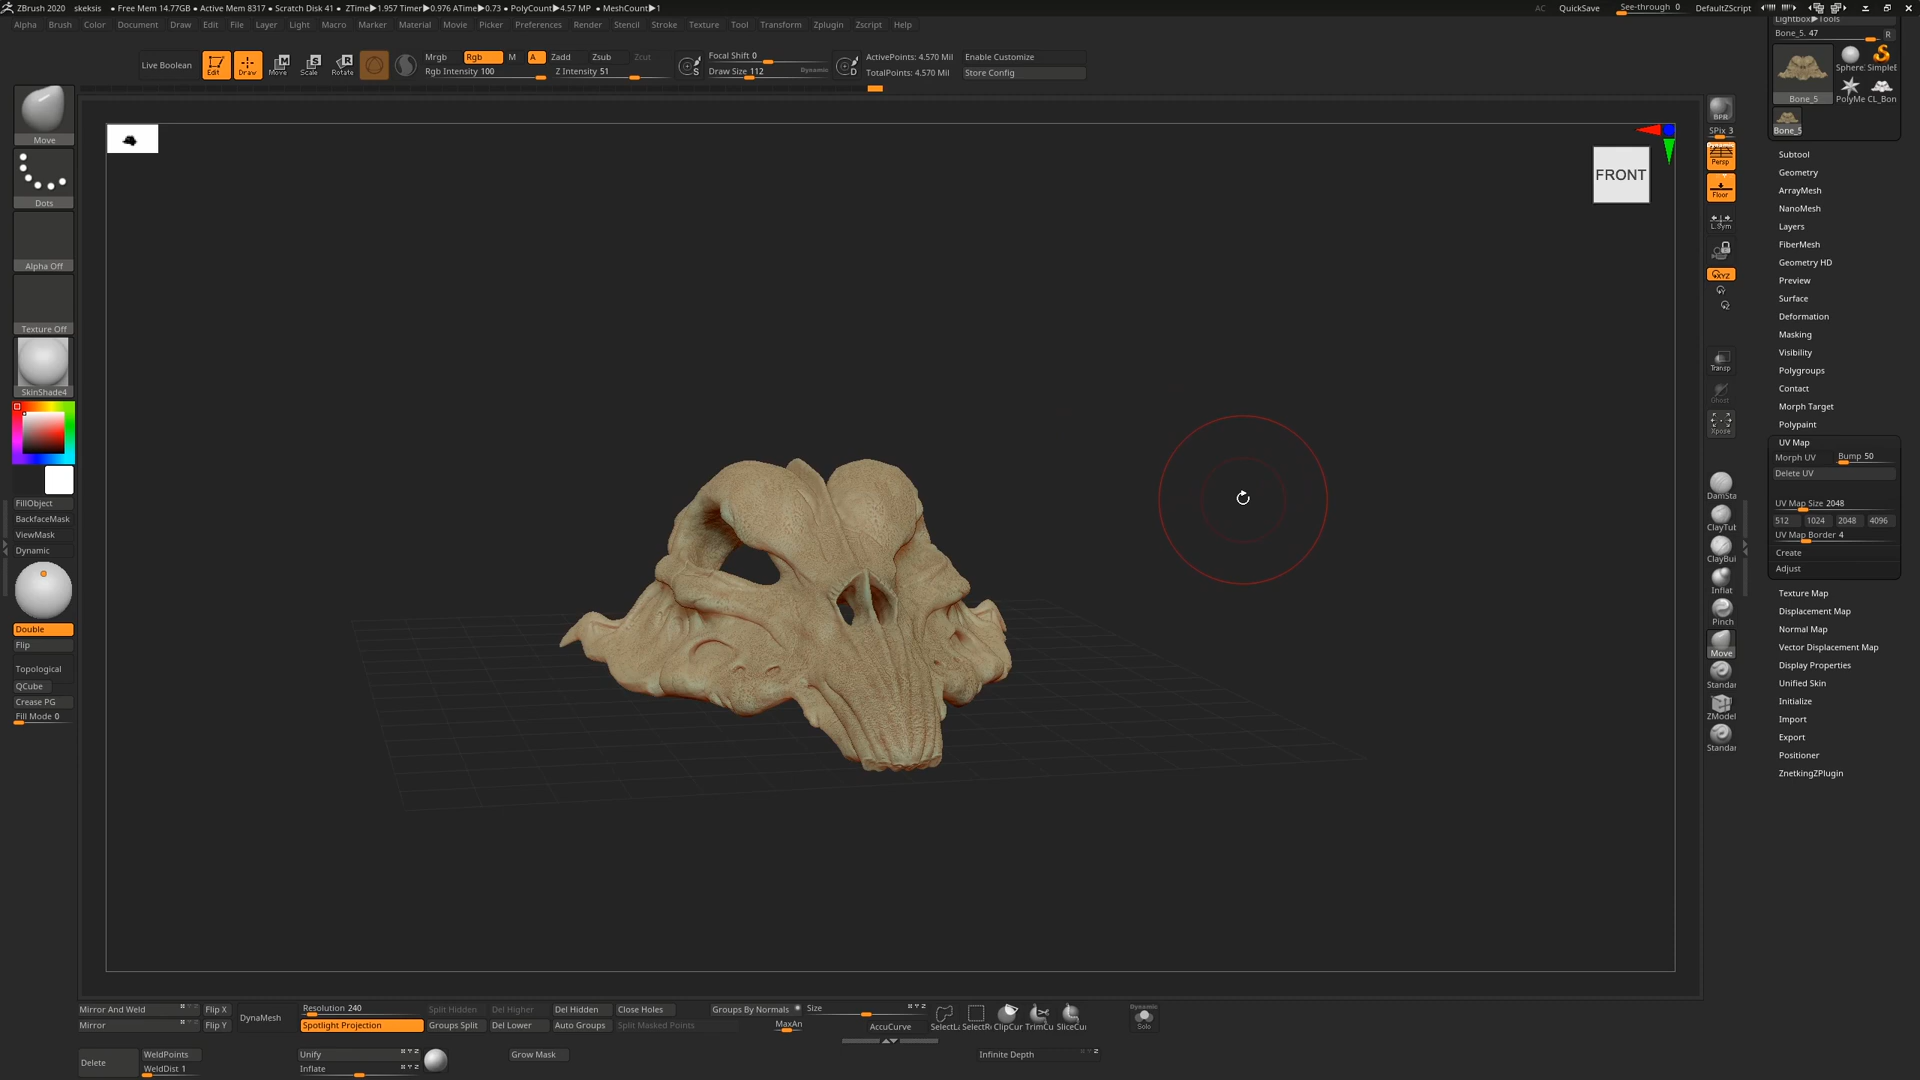 ZBrush 2020 skeksis • Free Mem 14.77GB • Active Mem 8317 • Scratch Disk 41 • ZTime▶1.957 Timer▶0.976 ATime▶0.73 • PolyCount▶4.57 MP • MeshCount▶1
AC QuickSave See-through 0 DefaultZScript
Alpha Brush Color Document Draw Edit File Layer Light Macro Marker Material Movie Picker Preferences Render Stencil Stroke Texture Tool Transform Zplugin Zscript Help
Live Boolean
Edit Draw Move Scale Rotate
Mrgb Rgb M A Zadd Zsub Zcut
Rgb Intensity 100 Z Intensity 51
Focal Shift 0
Draw Size 112 Dynamic
S D
ActivePoints: 4.570 Mil
TotalPoints: 4.570 Mil
Enable Customize
Store Config
Move
Dots
Alpha Off
Texture Off
SkinShade4
FillObject
BackfaceMask
ViewMask
Dynamic
Double
Flip
Topological
QCube
Crease PG
Fill Mode 0
FRONT
BPR
SPix 3
Dynamic
Persp
Floor
L.Sym
XYZ
Y
Z
Transp
Ghost
Xpose
DamSta
ClayTub
ClayBui
Inflat
Pinch
Move
Standar
ZModel
Standar
Lightbox▶Tools
Bone_5. 47 R
Bone_5
Sphere SimpleE
PolyMe CL_Bon
Bone_5
Subtool
Geometry
ArrayMesh
NanoMesh
Layers
FiberMesh
Geometry HD
Preview
Surface
Deformation
Masking
Visibility
Polygroups
Contact
Morph Target
Polypaint
UV Map
Morph UV Bump 50
Delete UV
UV Map Size 2048
512 1024 2048 4096
UV Map Border 4
Create
Adjust
Texture Map
Displacement Map
Normal Map
Vector Displacement Map
Display Properties
Unified Skin
Initialize
Import
Export
Positioner
ZnetkingZPlugin
Mirror And Weld Flip X
Mirror Flip Y
DynaMesh
Resolution 240
Spotlight Projection
Split Hidden Del Higher Del Hidden Close Holes
Groups Split Del Lower Auto Groups Split Masked Points
Groups By Normals Size
MaxAn AccuCurve
SelectLa SelectRe ClipCur TrimCu SliceCui
Dynamic
Solo
Delete
WeldPoints
WeldDist 1
Unify
Inflate
Grow Mask
Infinite Depth